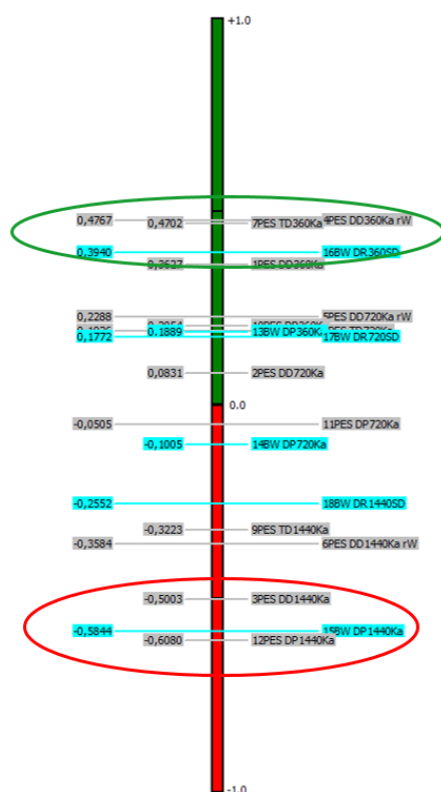 +1.0
0,4767 4PES DD360Ka rW
0,4702 7PES TD360Ka
0,3940 16BW DR360SD
1PES DD360Ka
0,2288 5PES DD720Ka rW
0,1889 13BW DP360Ka
0,1772 17BW DR720SD
0,0831 2PES DD720Ka
0.0
-0,0505 11PES DP720Ka
-0,1005 14BW DP720Ka
-0,2552 18BW DR1440SD
-0,3223 9PES TD1440Ka
-0,3584 6PES DD1440Ka rW
-0,5003 3PES DD1440Ka
-0,5844 15BW DP1440Ka
-0,6080 12PES DP1440Ka
-1.0